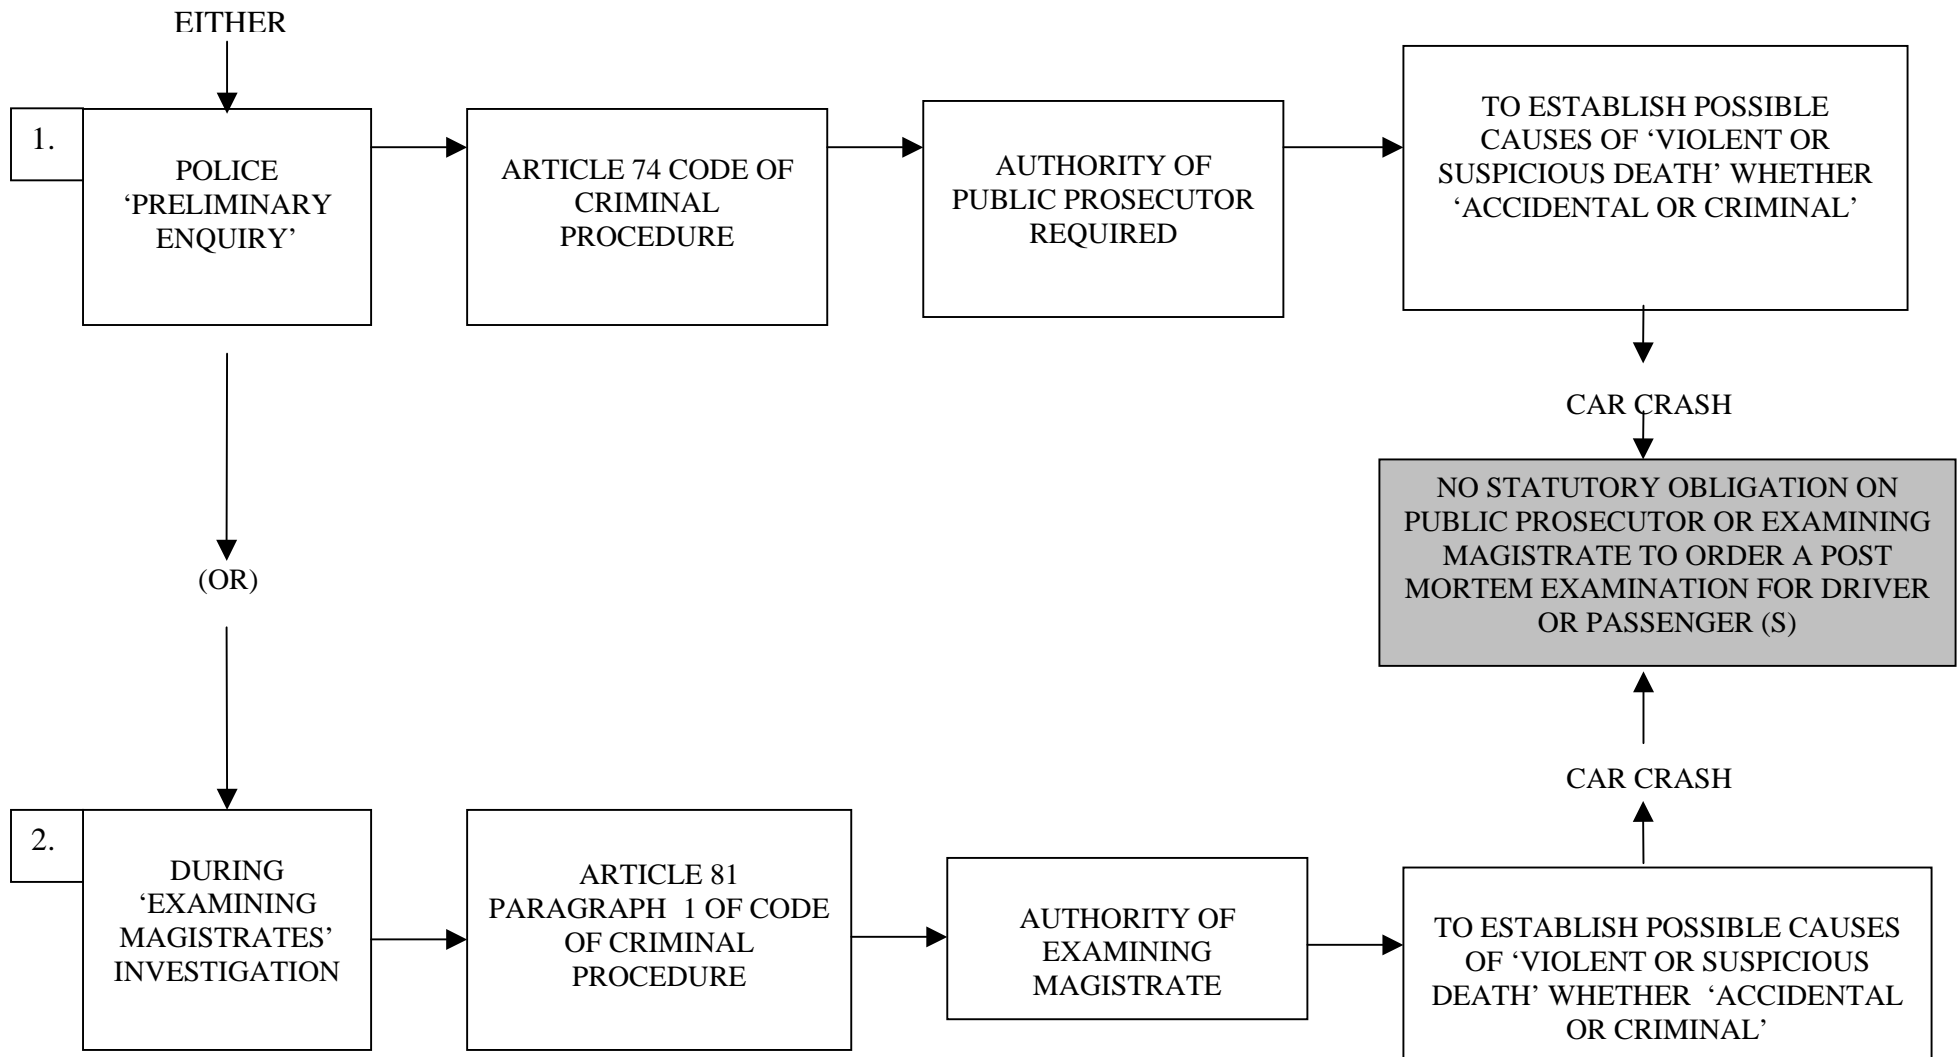 EITHER
1.
POLICE
‘PRELIMINARY
ENQUIRY’
ARTICLE 74 CODE OF
CRIMINAL
PROCEDURE
AUTHORITY OF
PUBLIC PROSECUTOR
REQUIRED
TO ESTABLISH POSSIBLE
CAUSES OF ‘VIOLENT OR
SUSPICIOUS DEATH’ WHETHER
‘ACCIDENTAL OR CRIMINAL’
CAR CRASH
NO STATUTORY OBLIGATION ON
PUBLIC PROSECUTOR OR EXAMINING
MAGISTRATE TO ORDER A POST
MORTEM EXAMINATION FOR DRIVER
OR PASSENGER (S)
(OR)
2.
DURING
‘EXAMINING
MAGISTRATES’
INVESTIGATION
ARTICLE 81
PARAGRAPH 1 OF CODE
OF CRIMINAL
PROCEDURE
AUTHORITY OF
EXAMINING
MAGISTRATE
TO ESTABLISH POSSIBLE CAUSES
OF ‘VIOLENT OR SUSPICIOUS
DEATH’ WHETHER ‘ACCIDENTAL
OR CRIMINAL’
CAR CRASH